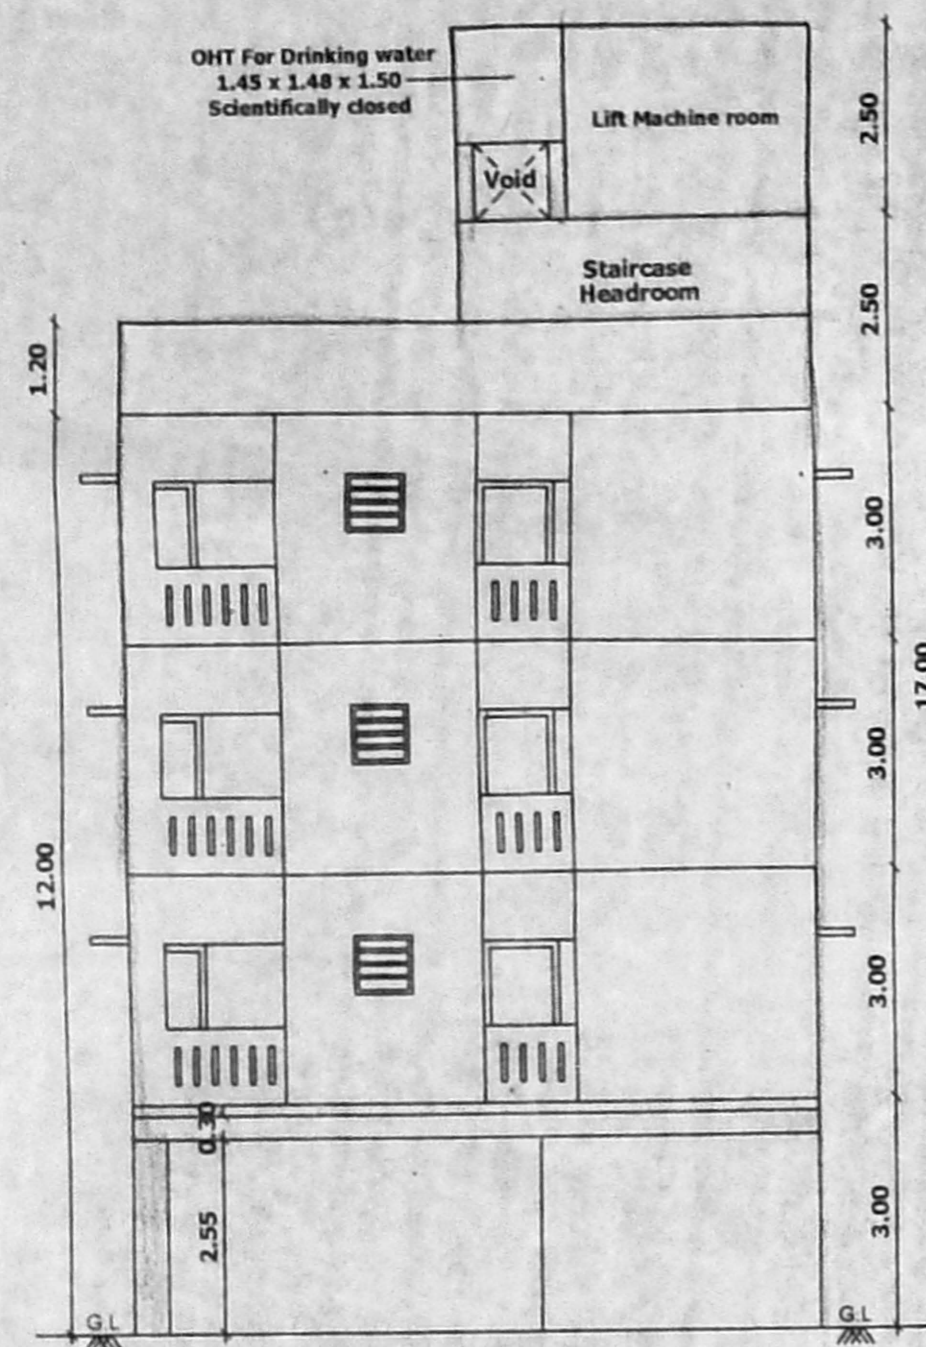 OHT For Drinking water
1.45 x 1.48 x 1.50
Scientifically closed
Lift Machine room
Void
2.50
Staircase
Headroom
2.50
1.20
3.00
17.00
3.00
12.00
3.00
0.30
2.55
3.00
G.L
G.L